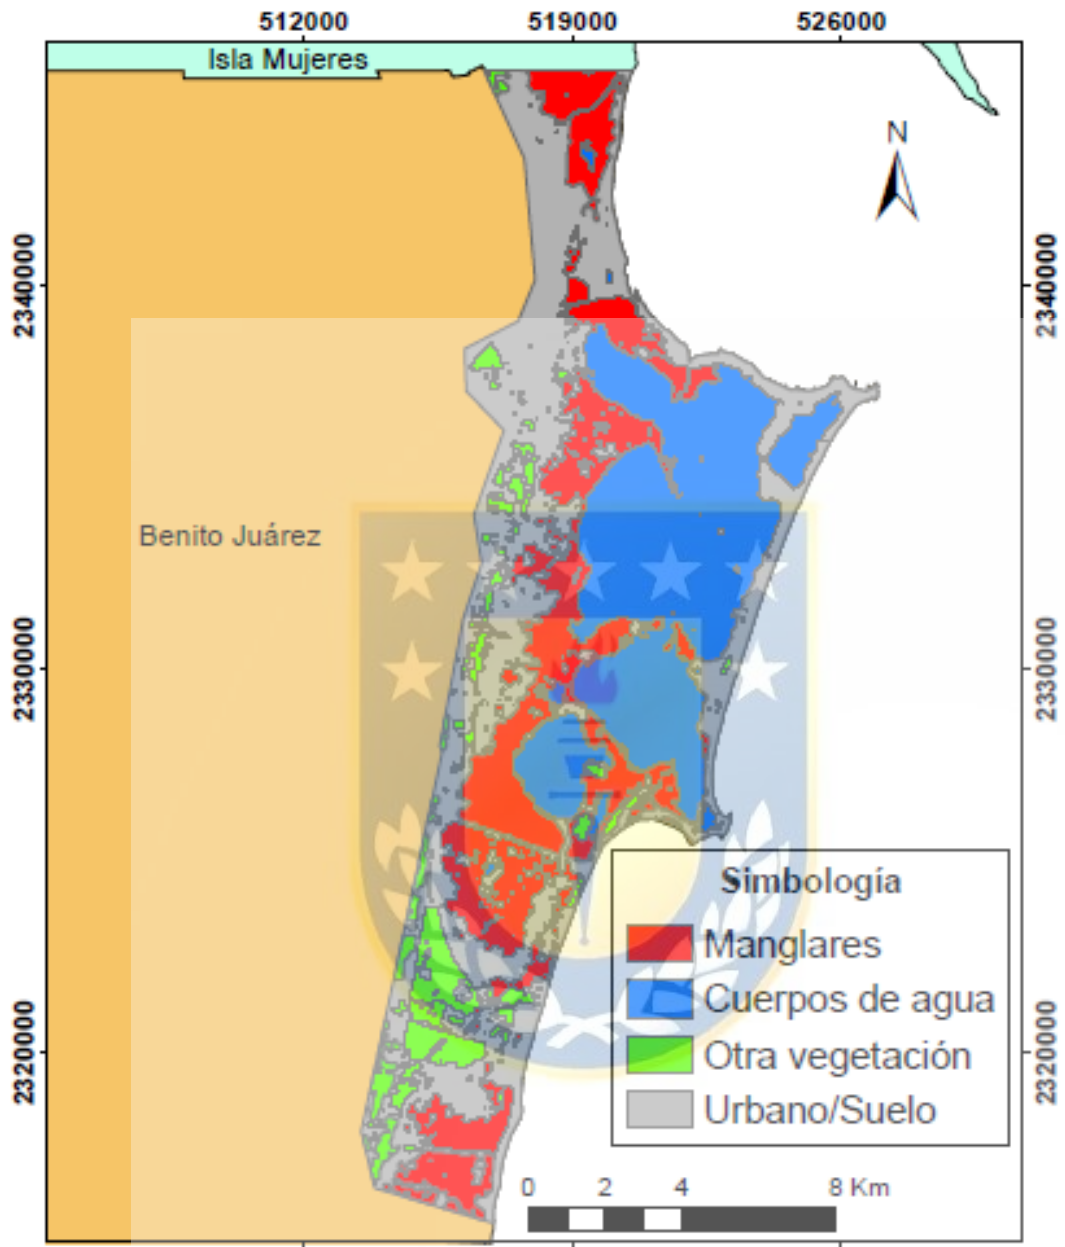 512000 519000 526000
Isla Mujeres
N
2340000 2340000
Benito Juárez
2330000 2330000
Simbología
Manglares
Cuerpos de agua
2320000 2320000
Otra vegetación
Urbano/Suelo
0 2 4 8 Km